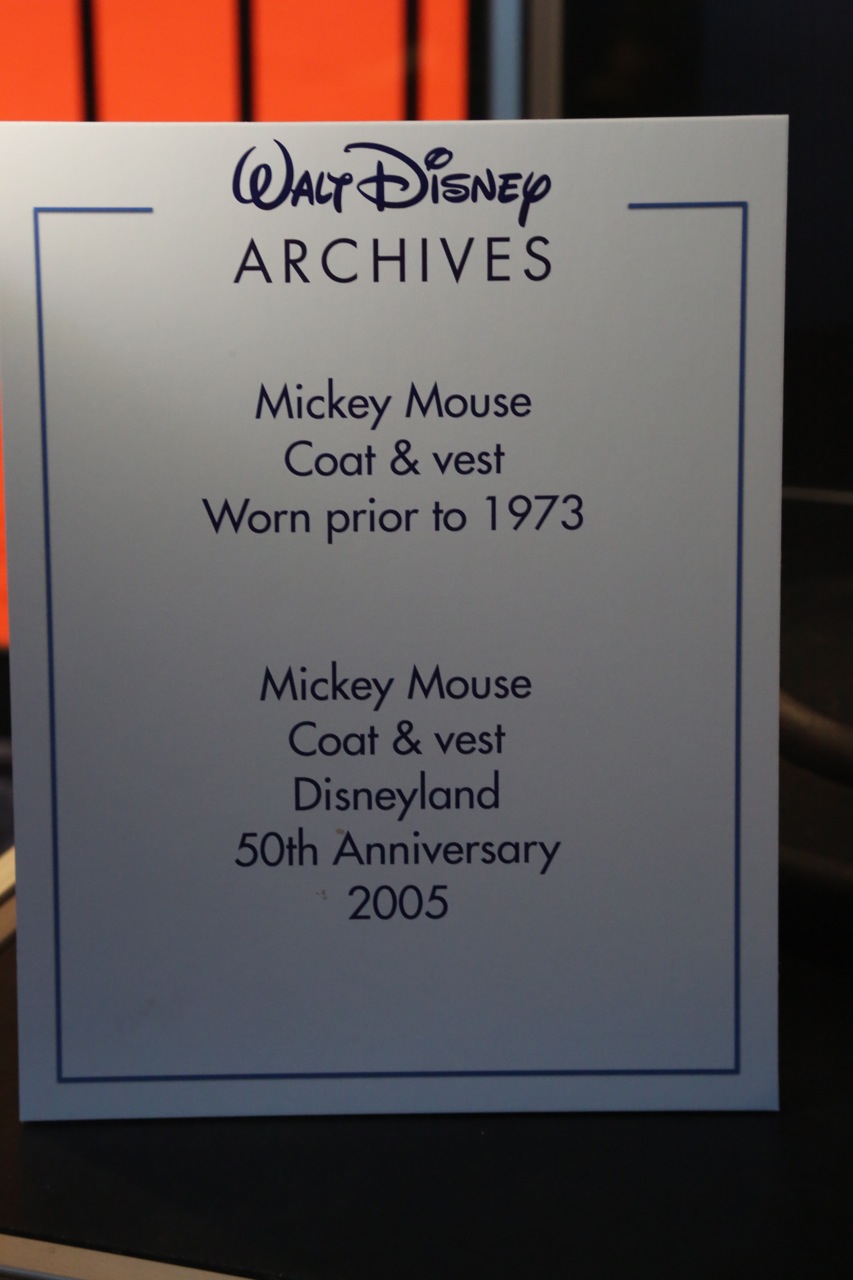 Walt Disney
ARCHIVES
Mickey Mouse
Coat & vest
Worn prior to 1973
Mickey Mouse
Coat & vest
Disneyland
50th Anniversary
2005